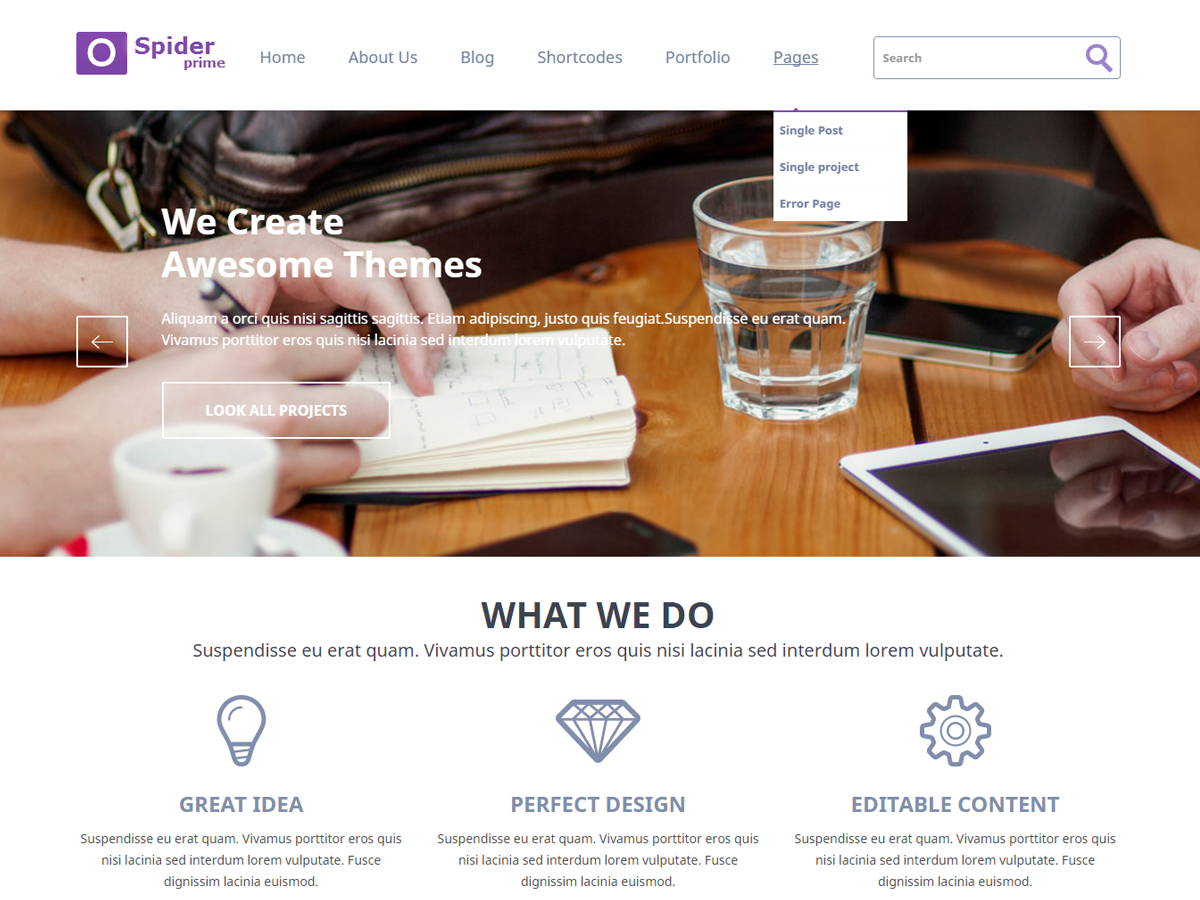 O Spider
prime
Home
About Us
Blog
Shortcodes
Portfolio
Pages
Search
Single Post
Single project
Error Page
We Create
Awesome Themes
Aliquam a orci quis nisi sagittis sagittis. Etiam adipiscing, justo quis feugiat.Suspendisse eu erat quam.
Vivamus porttitor eros quis nisi lacinia sed interdum lorem vulputate.
LOOK ALL PROJECTS
WHAT WE DO
Suspendisse eu erat quam. Vivamus porttitor eros quis nisi lacinia sed interdum lorem vulputate.
GREAT IDEA
Suspendisse eu erat quam. Vivamus porttitor eros quis
nisi lacinia sed interdum lorem vulputate. Fusce
dignissim lacinia euismod.
PERFECT DESIGN
Suspendisse eu erat quam. Vivamus porttitor eros quis
nisi lacinia sed interdum lorem vulputate. Fusce
dignissim lacinia euismod.
EDITABLE CONTENT
Suspendisse eu erat quam. Vivamus porttitor eros quis
nisi lacinia sed interdum lorem vulputate. Fusce
dignissim lacinia euismod.